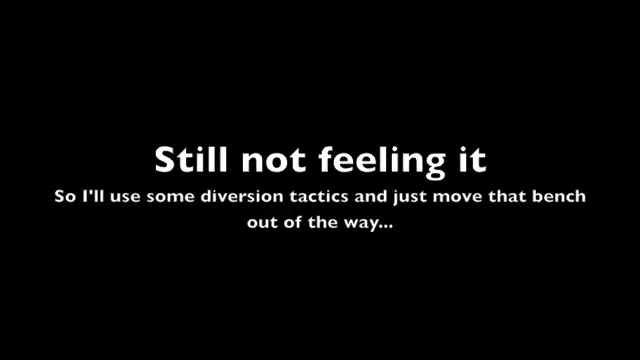 Still not feeling it
So I'll use some diversion tactics and just move that bench
out of the way...